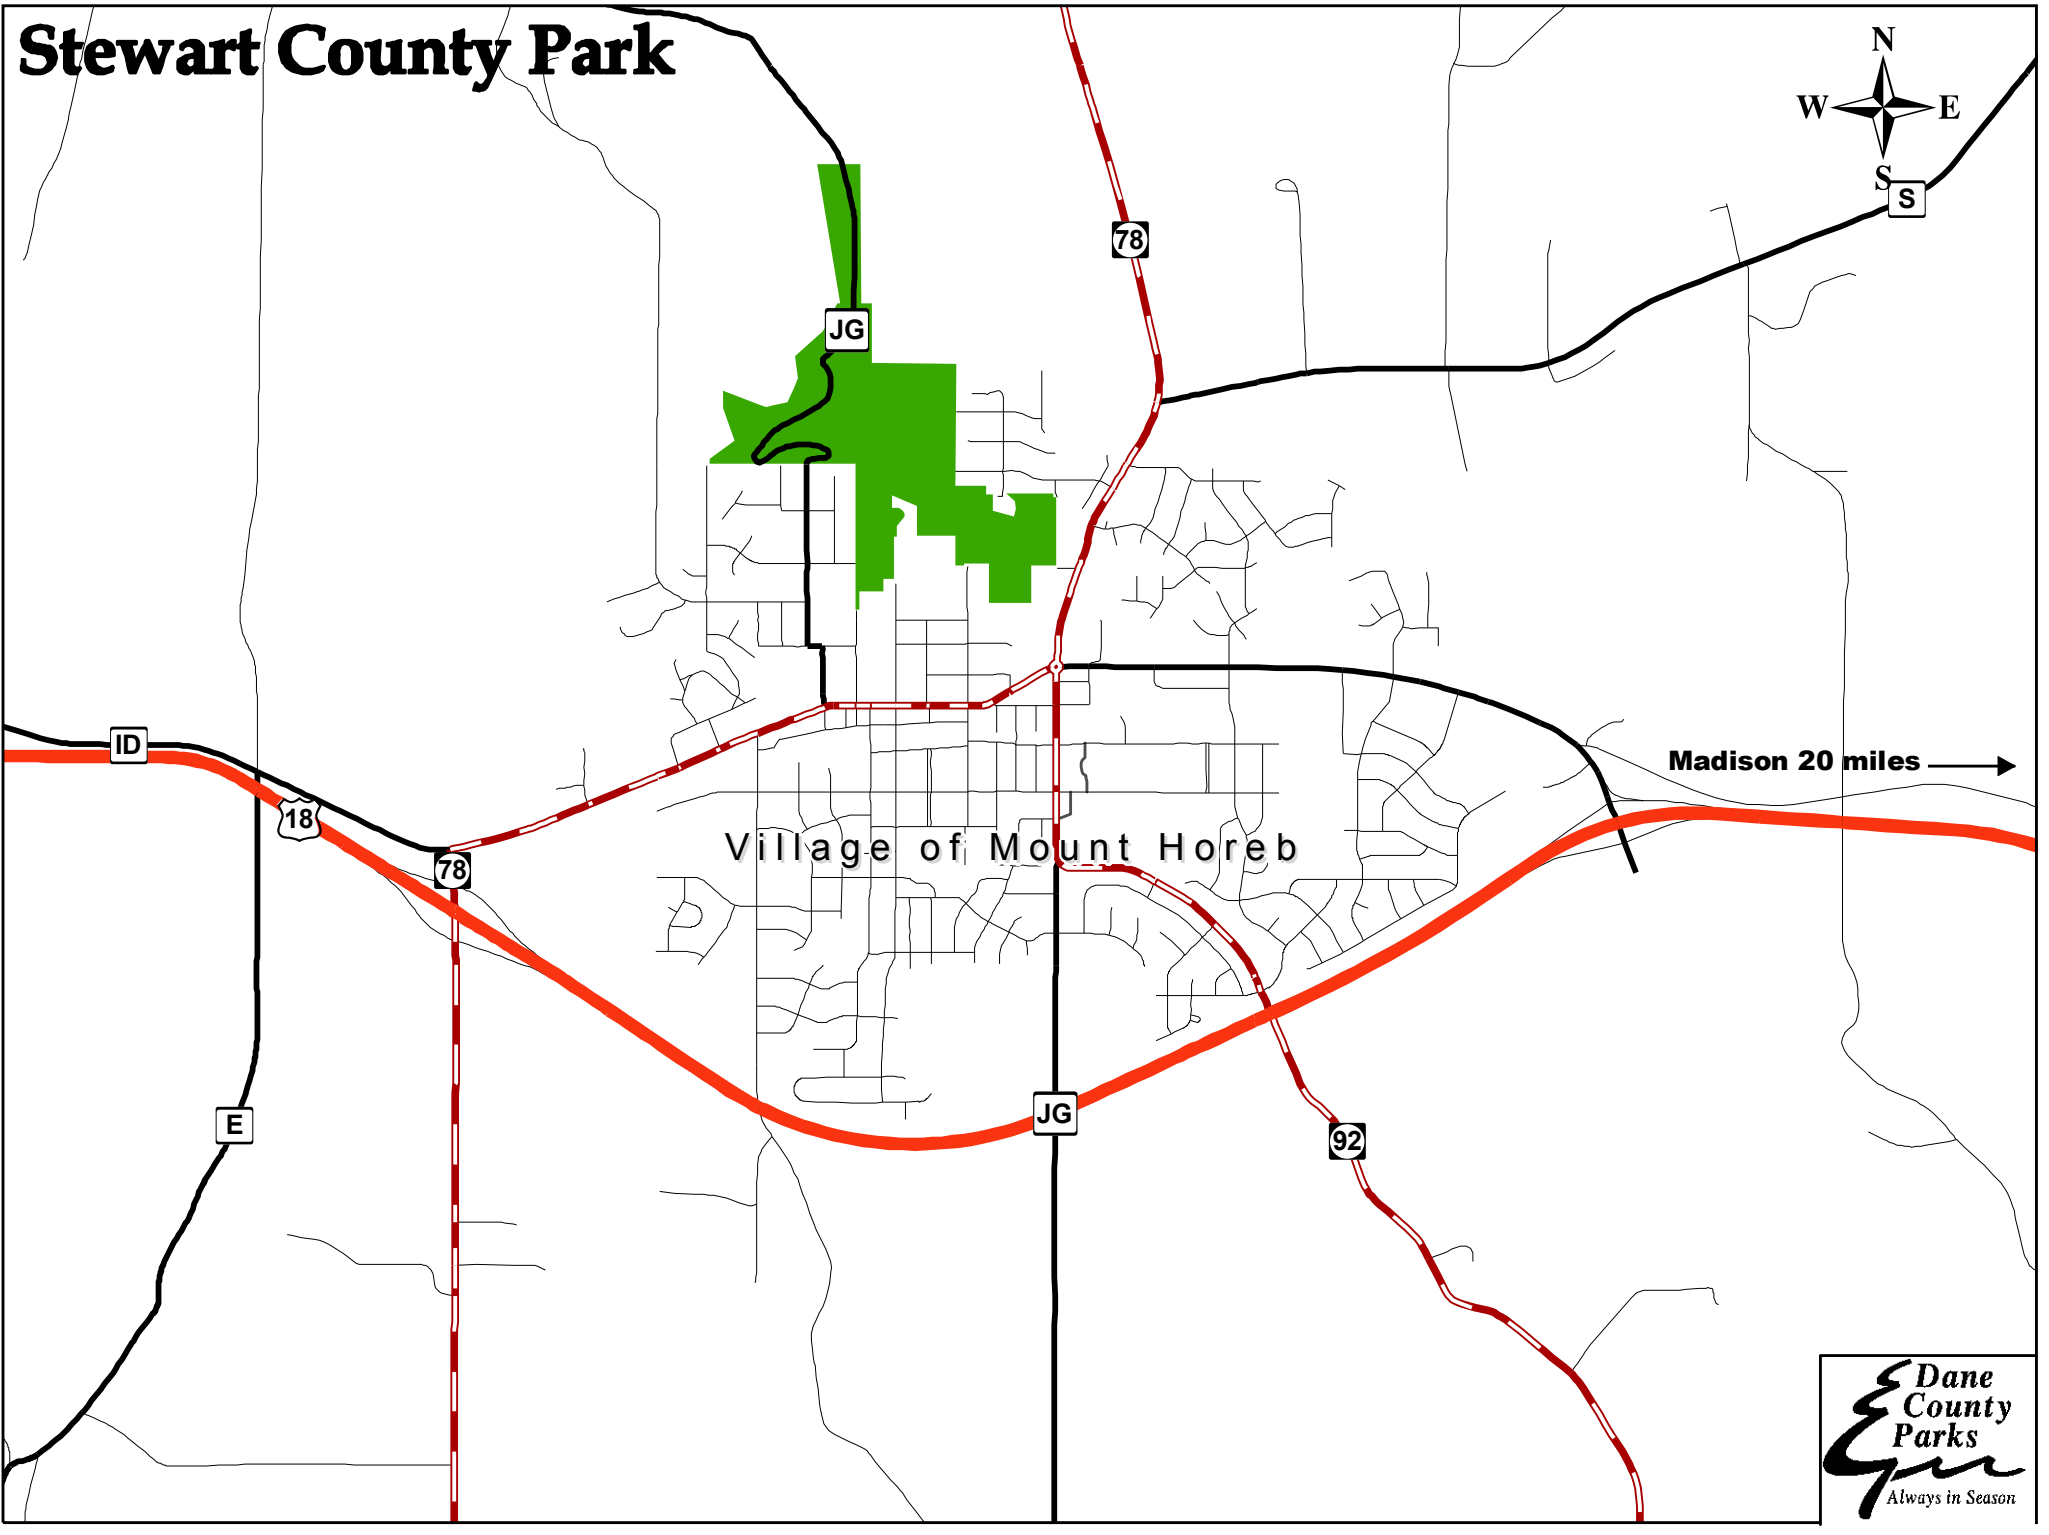 Stewart County Park
N
W E
S
S
78
JG
ID
18
Madison 20 miles
78
Village of Mount Horeb
E
JG
92
Dane
County
Parks
Always in Season